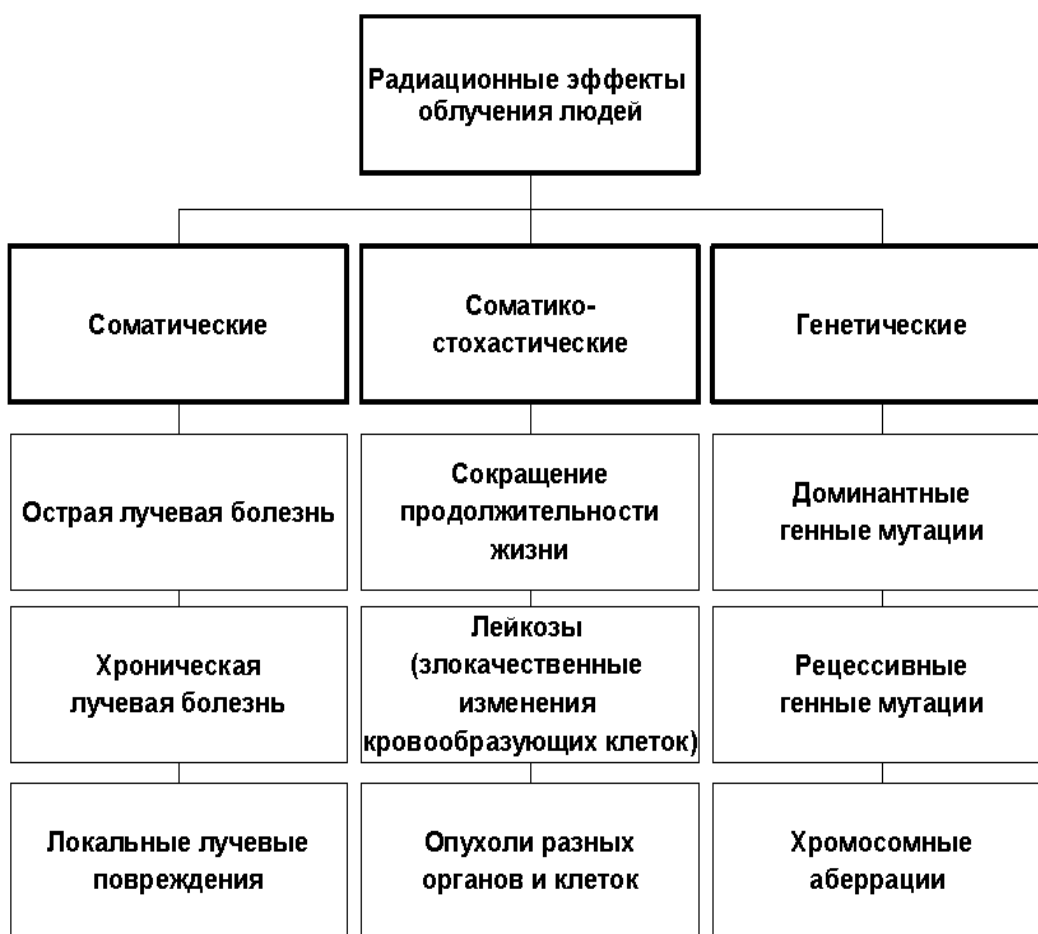 Радиационные эффекты
облучения людей
Соматические
Соматико-
стохастические
Генетические
Острая лучевая болезнь
Сокращение
продолжительности
жизни
Доминантные
генные мутации
Хроническая
лучевая болезнь
Лейкозы
(злокачественные
изменения
кровообразующих клеток)
Рецессивные
генные мутации
Локальные лучевые
повреждения
Опухоли разных
органов и клеток
Хромосомные
аберрации